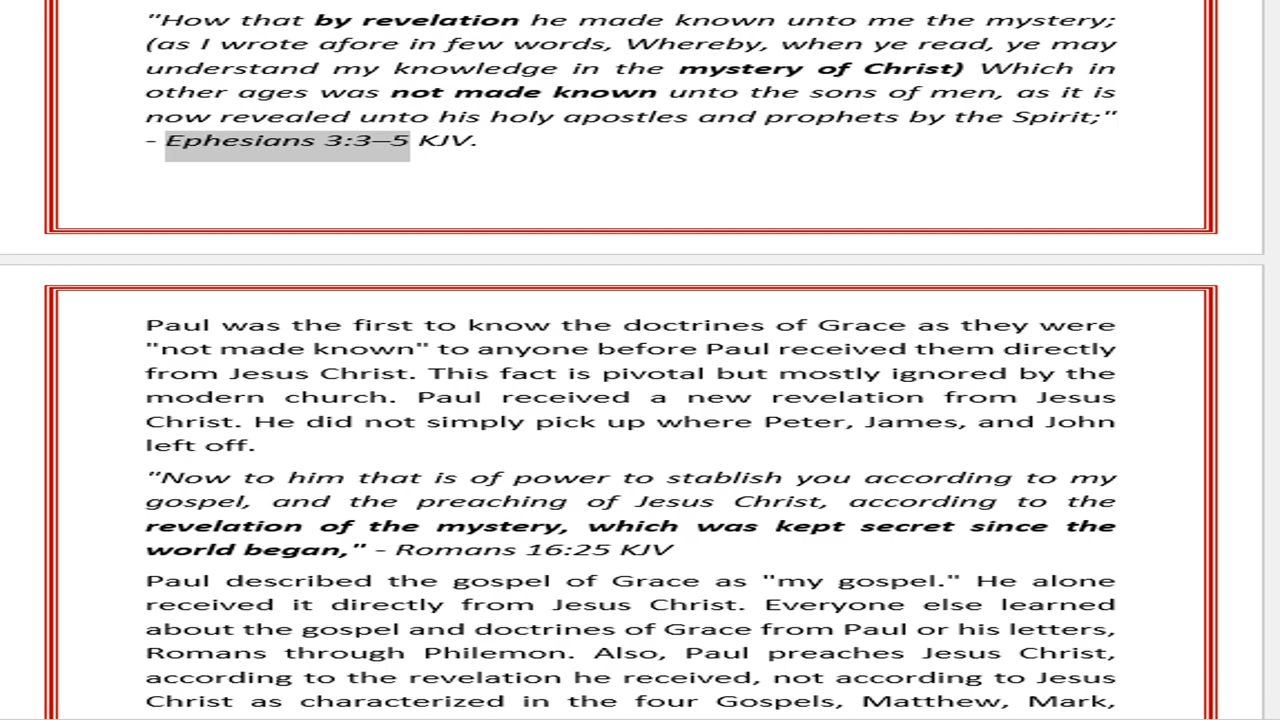 "How that by revelation he made known unto me the mystery;
(as I wrote afore in few words, Whereby, when ye read, ye may
understand my knowledge in the mystery of Christ) Which in
other ages was not made known unto the sons of men, as it is
now revealed unto his holy apostles and prophets by the Spirit;"
- Ephesians 3:3–5 KJV.
Paul was the first to know the doctrines of Grace as they were
"not made known" to anyone before Paul received them directly
from Jesus Christ. This fact is pivotal but mostly ignored by the
modern church. Paul received a new revelation from Jesus
Christ. He did not simply pick up where Peter, James, and John
left off.
"Now to him that is of power to stablish you according to my
gospel, and the preaching of Jesus Christ, according to the
revelation of the mystery, which was kept secret since the
world began," - Romans 16:25 KJV
Paul described the gospel of Grace as "my gospel." He alone
received it directly from Jesus Christ. Everyone else learned
about the gospel and doctrines of Grace from Paul or his letters,
Romans through Philemon. Also, Paul preaches Jesus Christ,
according to the revelation he received, not according to Jesus
Christ as characterized in the four Gospels, Matthew, Mark,